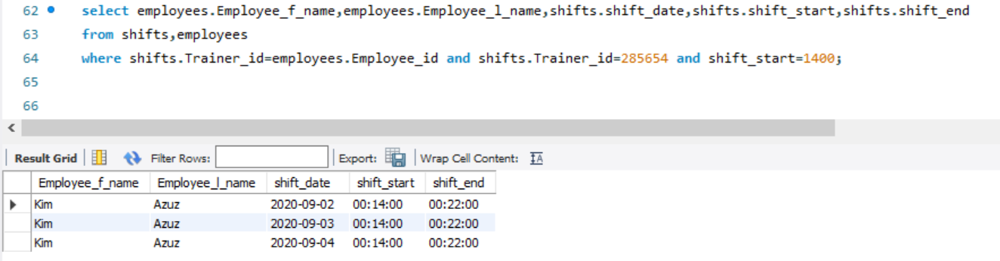 62 select employees.Employee_f_name,employees.Employee_l_name,shifts.shift_date,shifts.shift_start,shifts.shift_end
63 from shifts,employees
64 where shifts.Trainer_id=employees.Employee_id and shifts.Trainer_id=285654 and shift_start=1400;
65
66
Result Grid Filter Rows: Export: Wrap Cell Content:
Employee_f_name Employee_l_name shift_date shift_start shift_end
Kim Azuz 2020-09-02 00:14:00 00:22:00
Kim Azuz 2020-09-03 00:14:00 00:22:00
Kim Azuz 2020-09-04 00:14:00 00:22:00